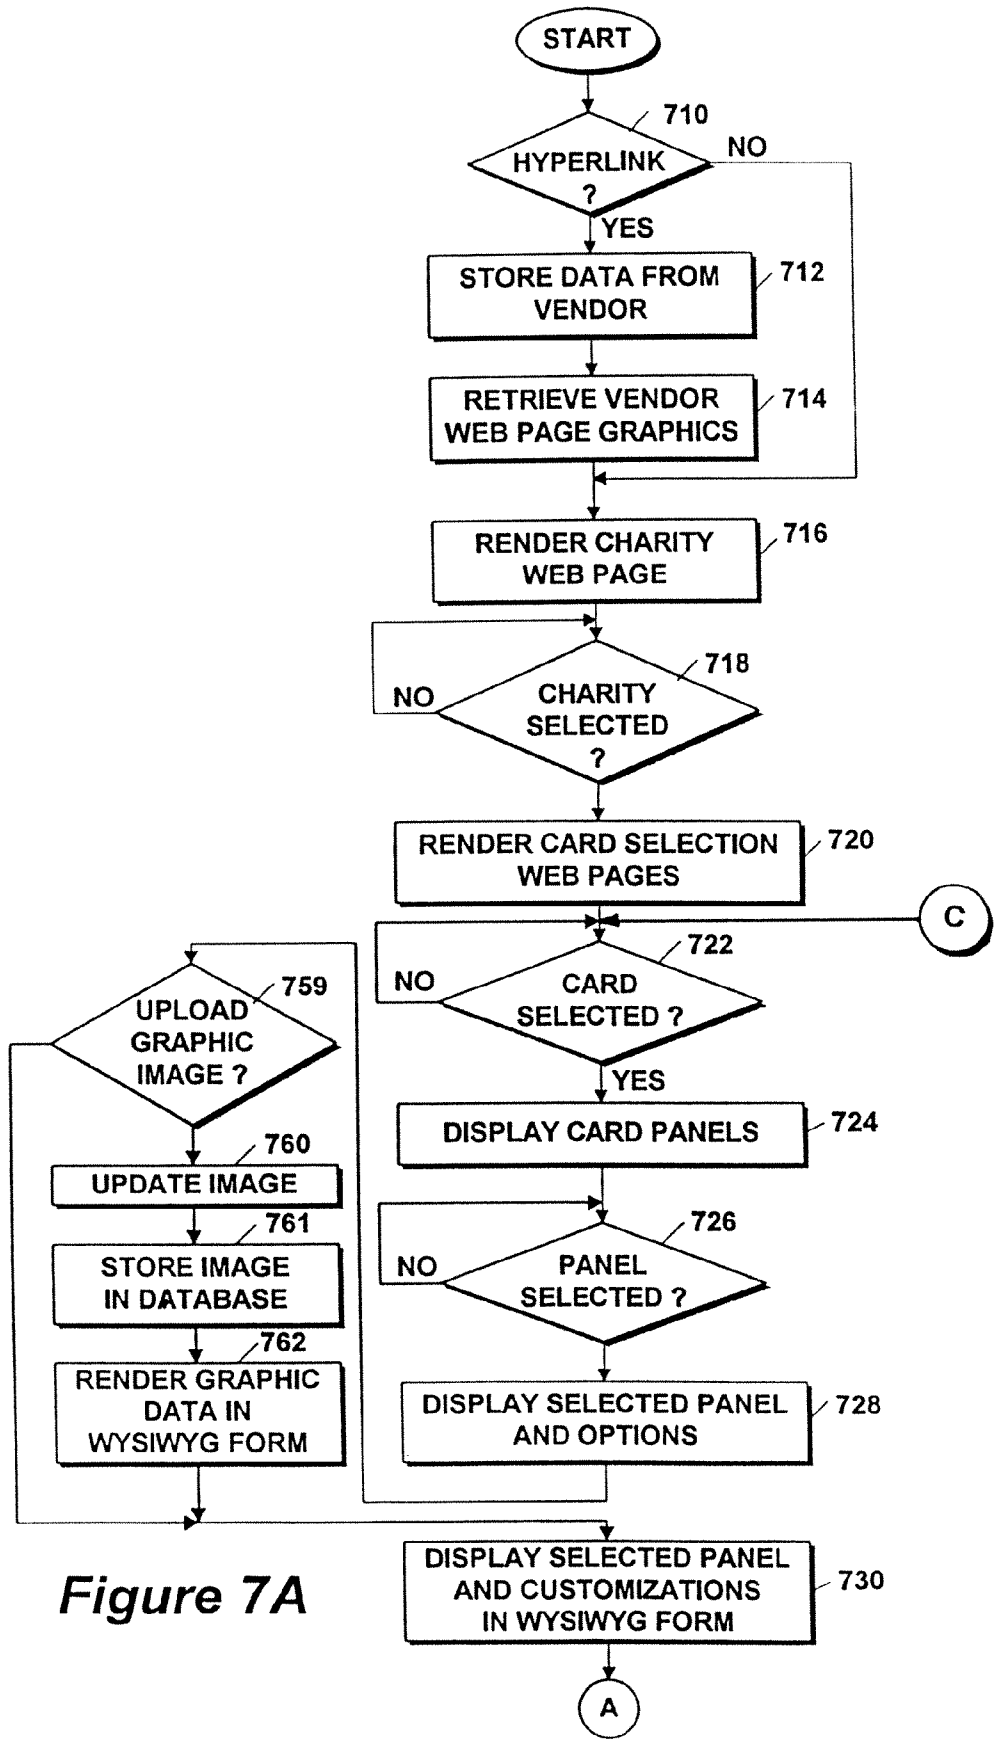 START
710
HYPERLINK
?
NO
YES
STORE DATA FROM
VENDOR
712
RETRIEVE VENDOR
WEB PAGE GRAPHICS
714
RENDER CHARITY
WEB PAGE
716
718
CHARITY
SELECTED
?
NO
RENDER CARD SELECTION
WEB PAGES
720
C
722
CARD
SELECTED ?
NO
YES
DISPLAY CARD PANELS
724
726
PANEL
SELECTED ?
NO
DISPLAY SELECTED PANEL
AND OPTIONS
728
759
UPLOAD
GRAPHIC
IMAGE ?
760
UPDATE IMAGE
761
STORE IMAGE
IN DATABASE
762
RENDER GRAPHIC
DATA IN
WYSIWYG FORM
DISPLAY SELECTED PANEL
AND CUSTOMIZATIONS
IN WYSIWYG FORM
730
A
Figure 7A